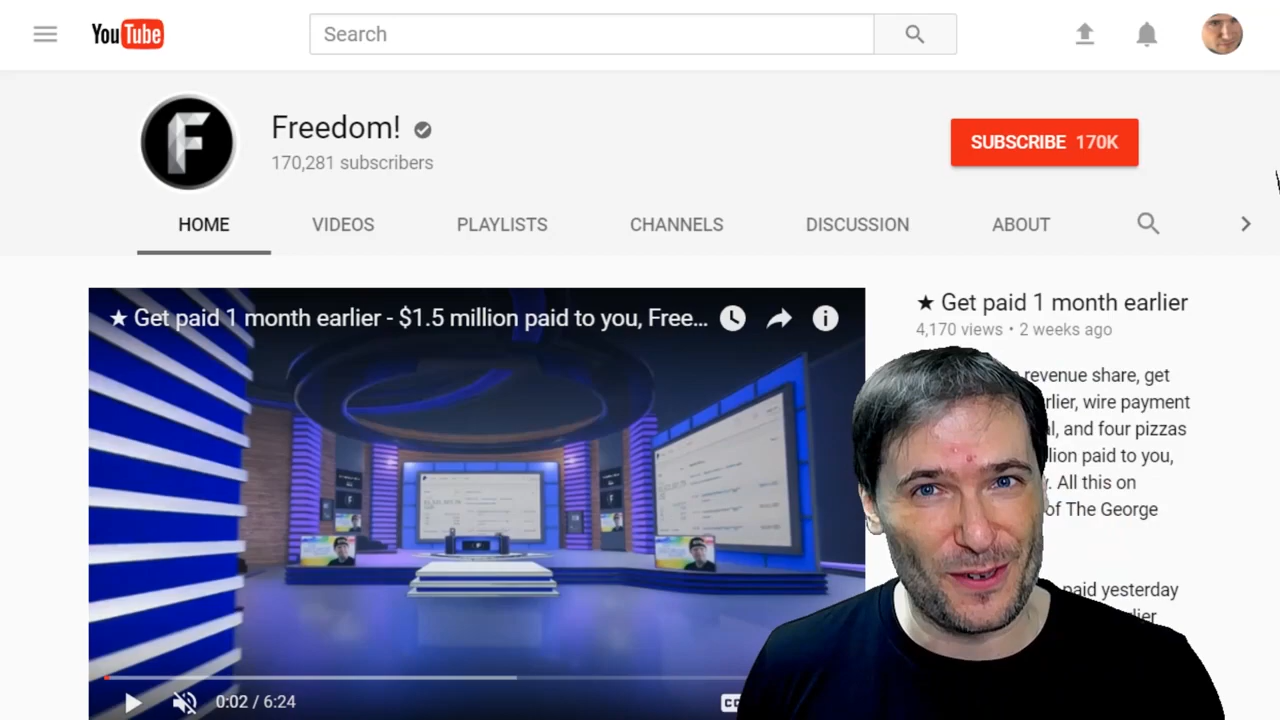 YouTube
Search
Freedom!
170,281 subscribers
SUBSCRIBE 170K
HOME VIDEOS PLAYLISTS CHANNELS DISCUSSION ABOUT
★ Get paid 1 month earlier - $1.5 million paid to you, Free...
★ Get paid 1 month earlier
4,170 views • 2 weeks ago
revenue share, get
wire payment
and four pizzas
paid to you,
All this on
of The George
paid yesterday
0:02 / 6:24